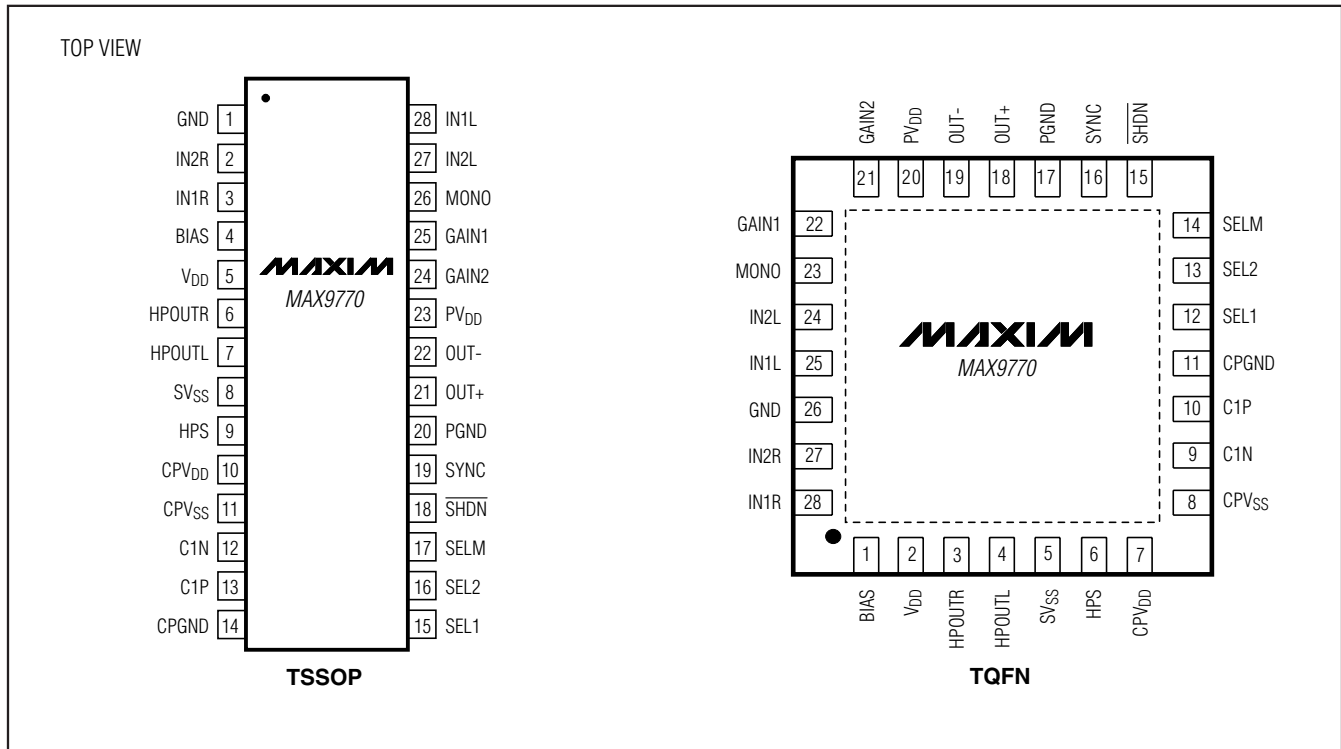 TOP VIEW
GND 1
IN2R 2
IN1R 3
BIAS 4
VDD 5
HPOUTR 6
HPOUTL 7
SVSS 8
HPS 9
CPVDD 10
CPVSS 11
C1N 12
C1P 13
CPGND 14
MAXIM
MAX9770
28 IN1L
27 IN2L
26 MONO
25 GAIN1
24 GAIN2
23 PVDD
22 OUT-
21 OUT+
20 PGND
19 SYNC
18 SHDN
17 SELM
16 SEL2
15 SEL1
TSSOP
GAIN2 PVDD OUT- OUT+ PGND SYNC SHDN
21 20 19 18 17 16 15
GAIN1 22
MONO 23
IN2L 24
IN1L 25
GND 26
IN2R 27
IN1R 28
MAXIM
MAX9770
14 SELM
13 SEL2
12 SEL1
11 CPGND
10 C1P
9 C1N
8 CPVSS
1 2 3 4 5 6 7
BIAS VDD HPOUTR HPOUTL SVSS HPS CPVDD
TQFN